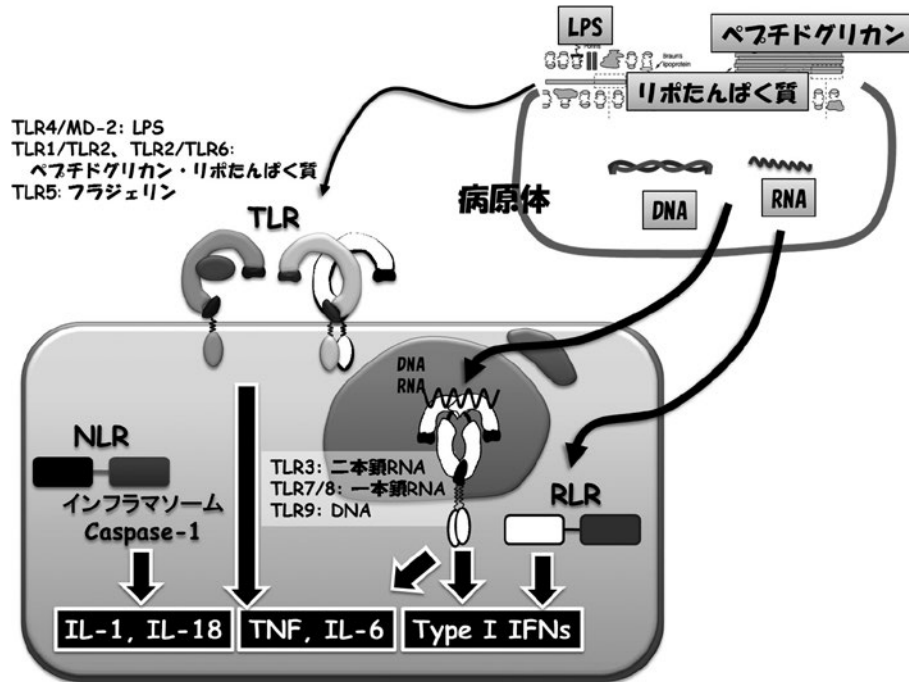 LPS
ペプチドグリカン
Braun's
lipoprotein
リポたんぱく質
TLR4/MD-2: LPS
TLR1/TLR2、TLR2/TLR6:
ペプチドグリカン・リポたんぱく質
TLR5: フラジェリン
病原体
DNA
RNA
TLR
DNA
RNA
NLR
インフラマソーム
Caspase-1
TLR3: 二本顕RNA
TLR7/8: 一本顕RNA
TLR9: DNA
RLR
IL-1, IL-18
TNF, IL-6
Type I IFNs